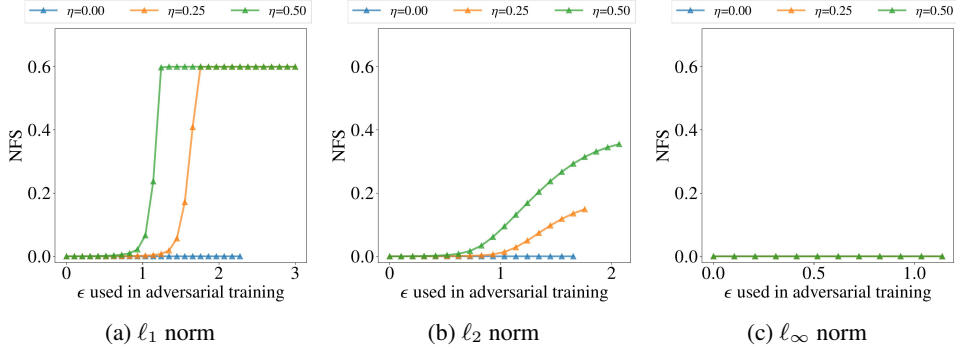 η=0.00 η=0.25 η=0.50
NFS
0.6
0.4
0.2
0.0
0 1 2 3
ϵ used in adversarial training
(a) ℓ₁ norm
η=0.00 η=0.25 η=0.50
NFS
0.6
0.4
0.2
0.0
0 1 2
ϵ used in adversarial training
(b) ℓ₂ norm
η=0.00 η=0.25 η=0.50
NFS
0.6
0.4
0.2
0.0
0.0 0.5 1.0
ϵ used in adversarial training
(c) ℓ∞ norm